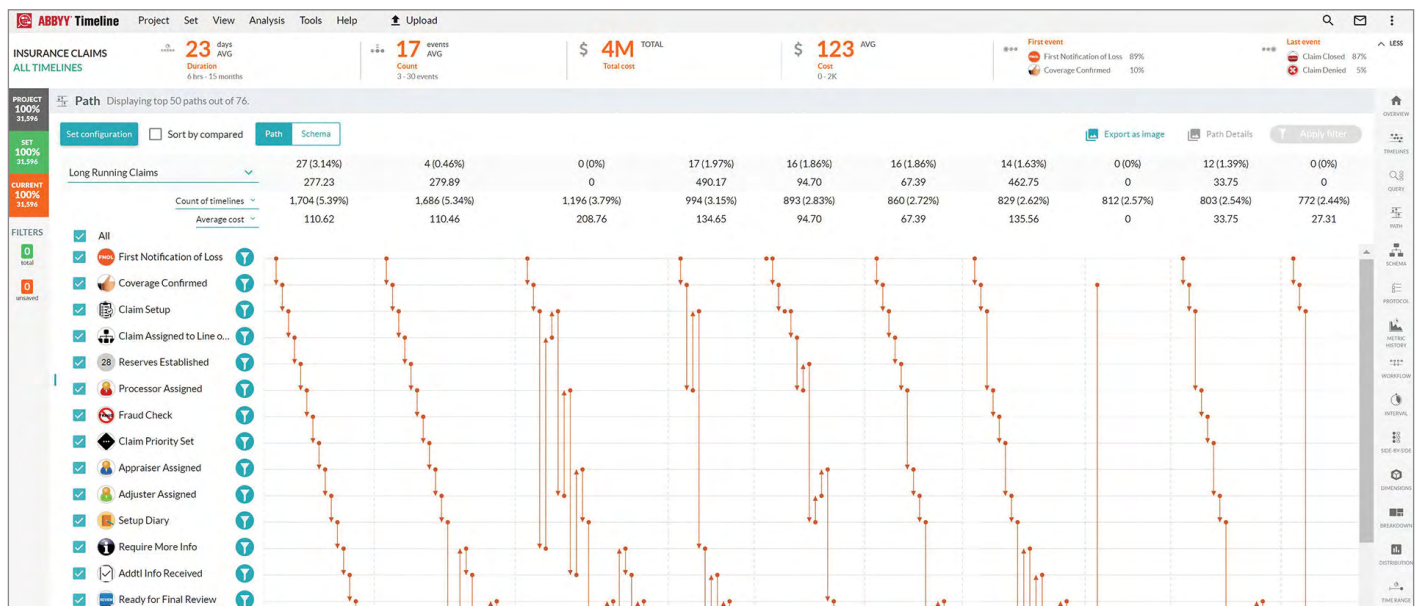 ABBYY Timeline Project Set View Analysis Tools Help Upload
INSURANCE CLAIMS
ALL TIMELINES
23 days AVG
Duration
6 hrs - 15 months
17 events AVG
Count
3 - 30 events
$ 4M TOTAL
Total cost
$ 123 AVG
Cost
0 - 2K
First event
FNOL First Notification of Loss 89%
Coverage Confirmed 10%
Last event
Claim Closed 87%
Claim Denied 5%
LESS
PROJECT
100%
31,596
SET
100%
31,596
CURRENT
100%
31,596
FILTERS
0
total
0
unsaved
Path Displaying top 50 paths out of 76.
Set configuration Sort by compared Path Schema Export as image Path Details Apply filter
Long Running Claims
27 (3.14%) 4 (0.46%) 0 (0%) 17 (1.97%) 16 (1.86%) 16 (1.86%) 14 (1.63%) 0 (0%) 12 (1.39%) 0 (0%)
277.23 279.89 0 490.17 94.70 67.39 462.75 0 33.75 0
Count of timelines 1,704 (5.39%) 1,686 (5.34%) 1,196 (3.79%) 994 (3.15%) 893 (2.83%) 860 (2.72%) 829 (2.62%) 812 (2.57%) 803 (2.54%) 772 (2.44%)
Average cost 110.62 110.46 208.76 134.65 94.70 67.39 135.56 0 33.75 27.31
All
FNOL First Notification of Loss
Coverage Confirmed
Claim Setup
Claim Assigned to Line o...
28 Reserves Established
Processor Assigned
Fraud Check
Claim Priority Set
Appraiser Assigned
Adjuster Assigned
Setup Diary
Require More Info
Addtl Info Received
REVIEW Ready for Final Review
OVERVIEW
TIMELINES
QUERY
PATH
SCHEMA
PROTOCOL
METRIC
HISTORY
WORKFLOW
INTERVAL
SIDE-BY-SIDE
DIMENSIONS
BREAKDOWN
DISTRIBUTION
TIME RANGE